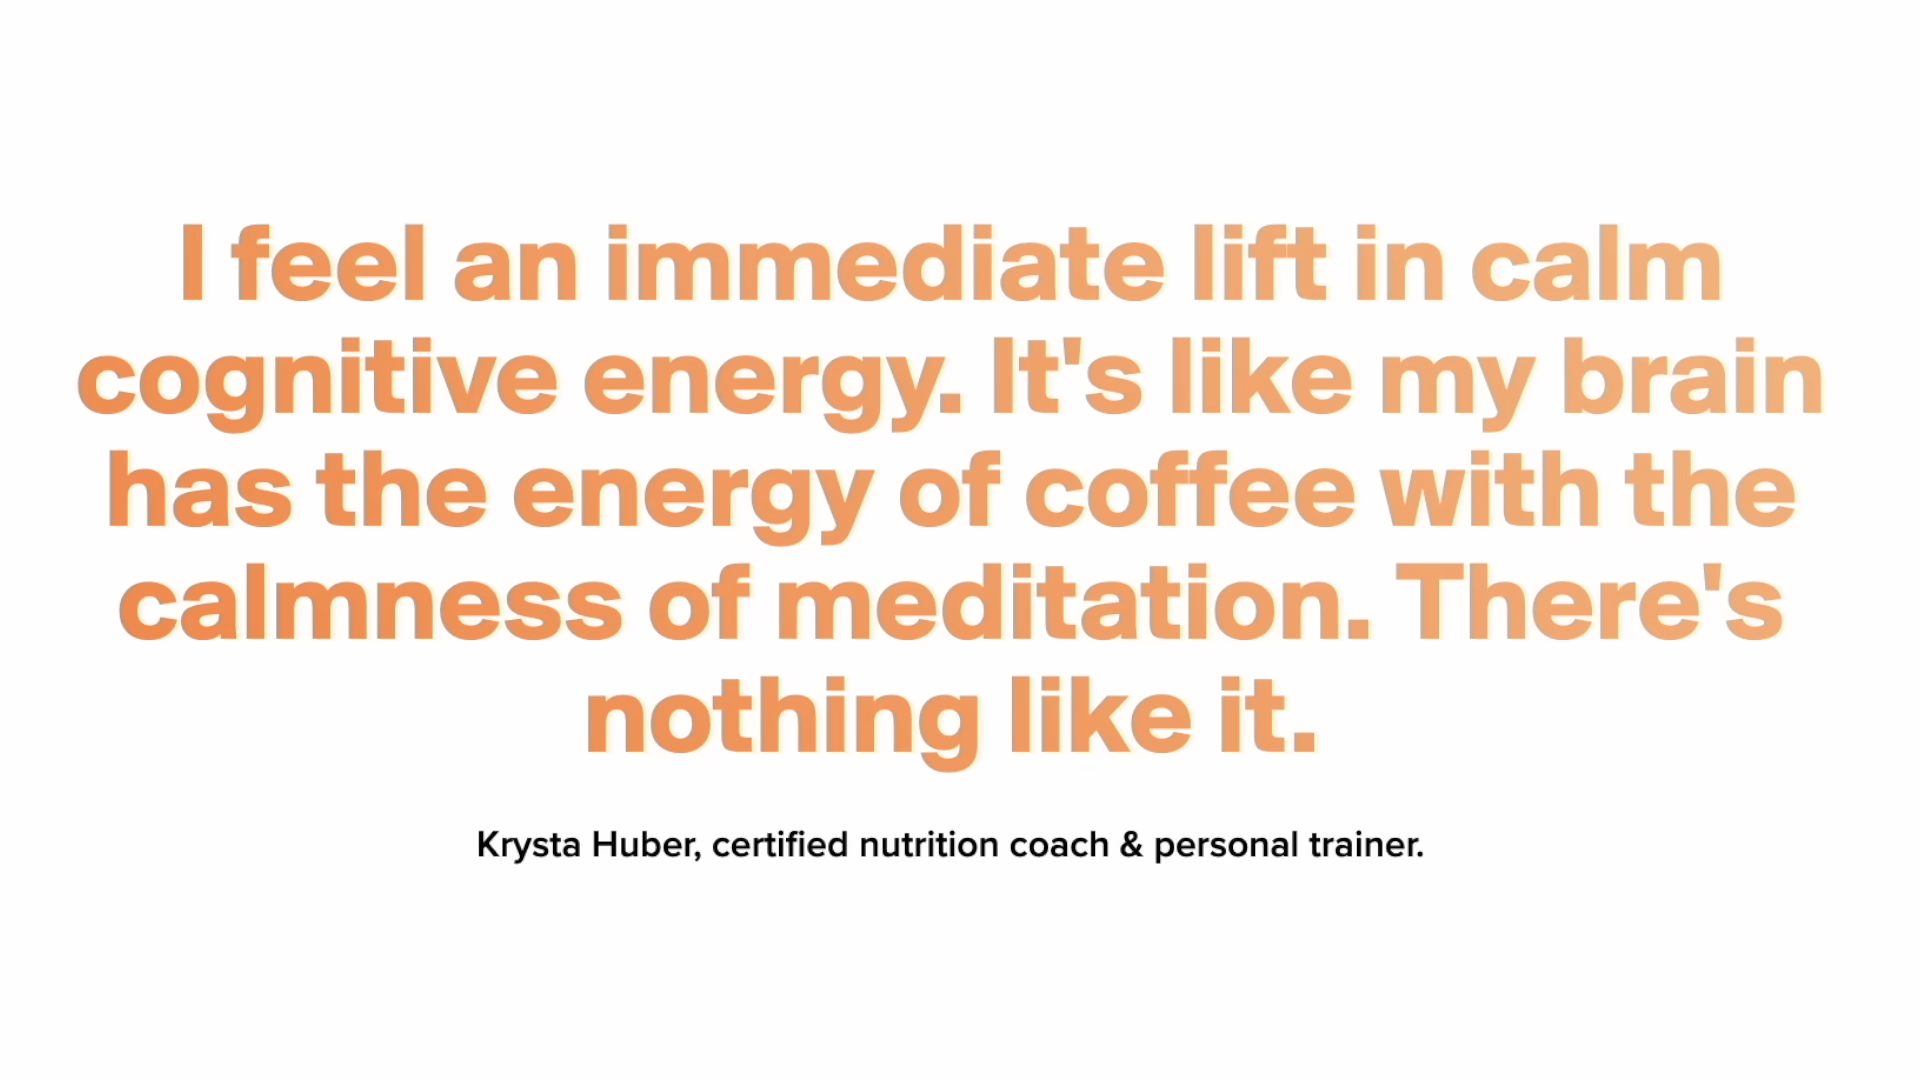 I feel an immediate lift in calm
cognitive energy. It's like my brain
has the energy of coffee with the
calmness of meditation. There's
nothing like it.
Krysta Huber, certified nutrition coach & personal trainer.